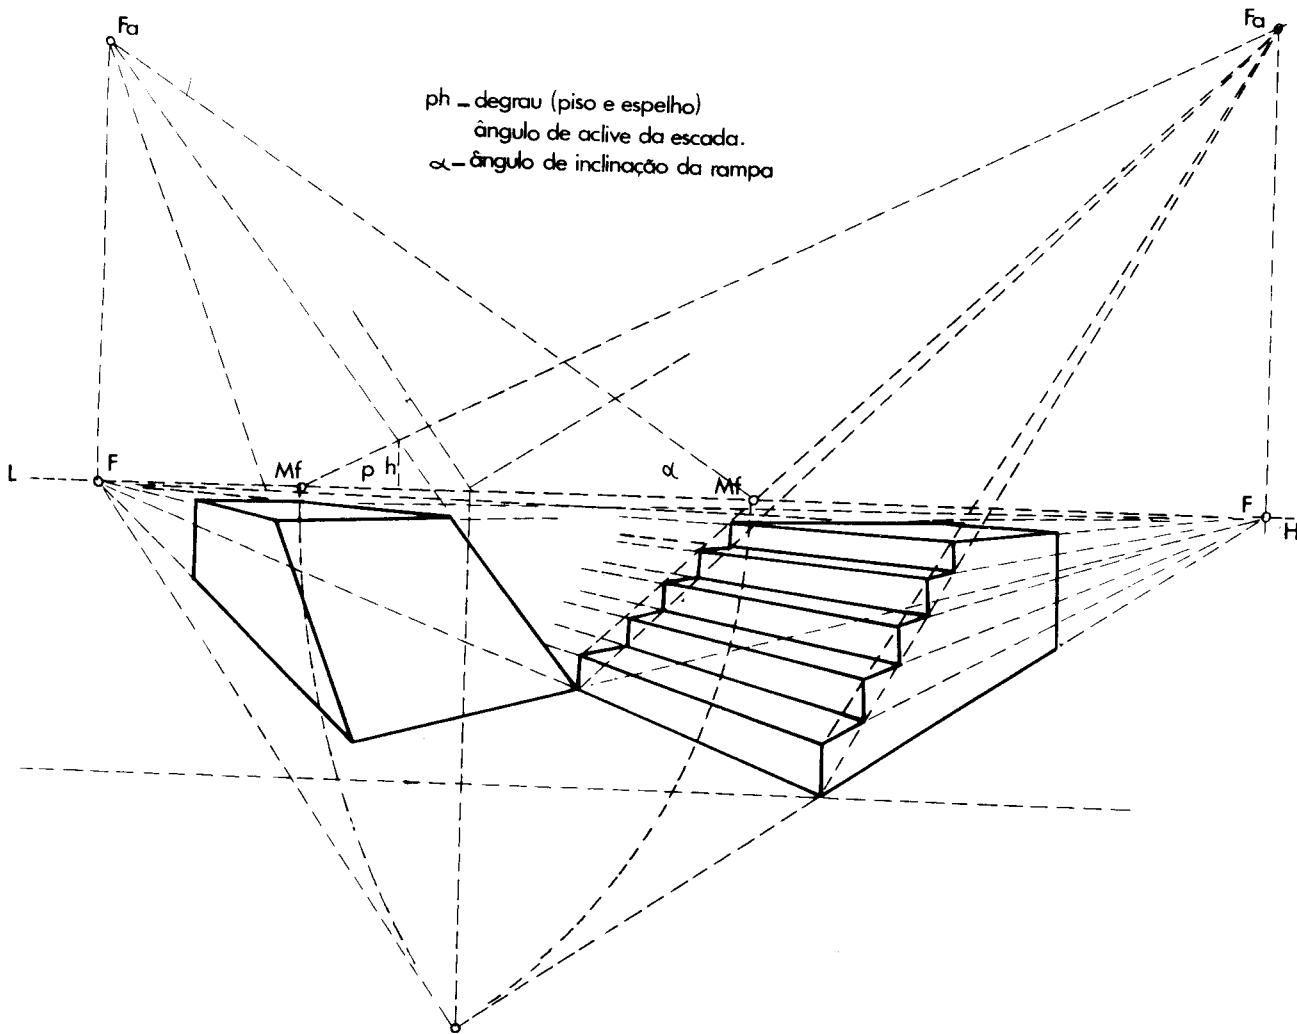 Fa
Fa
ph – degrau (piso e espelho)
ângulo de aclive da escada.
α – ângulo de inclinação da rampa
L
F
Mf
p h
α
Mf
F
H